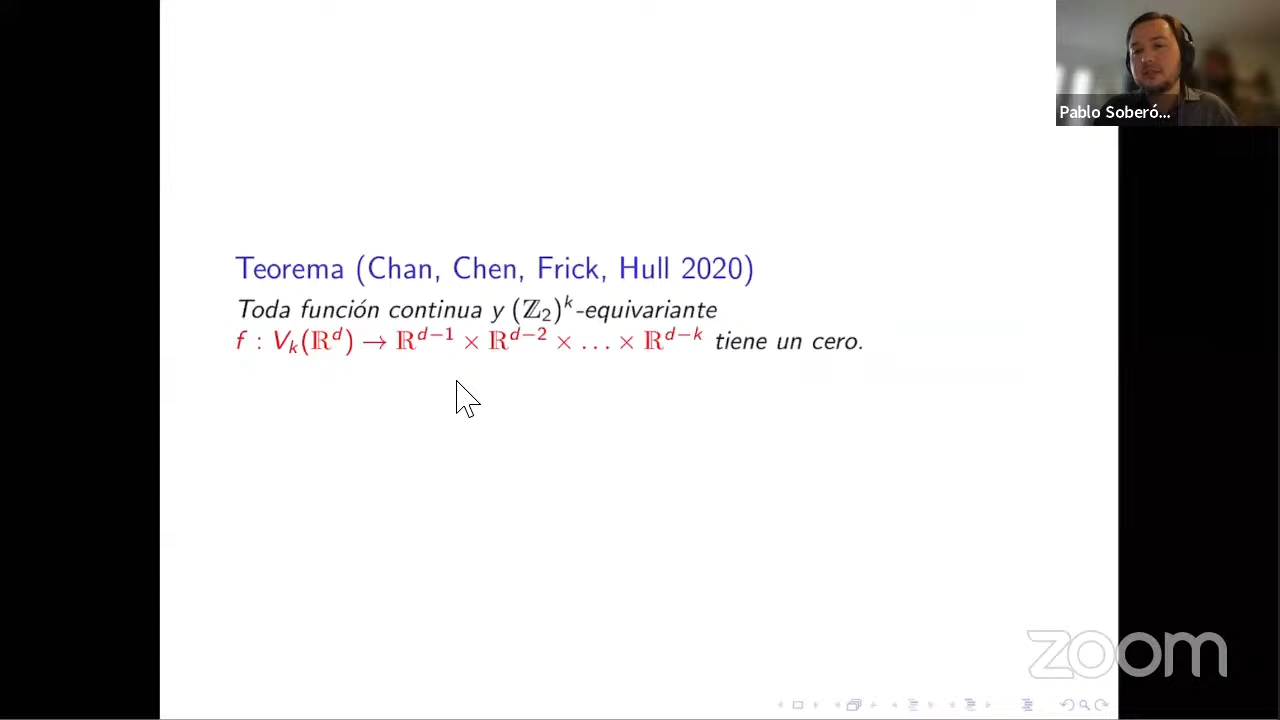 Pablo Soberó...
Teorema (Chan, Chen, Frick, Hull 2020)
Toda función continua y (ℤ₂)ᵏ-equivariante
f : Vₖ(ℝᵈ) → ℝᵈ⁻¹ × ℝᵈ⁻² × … × ℝᵈ⁻ᵏ tiene un cero.
zoom